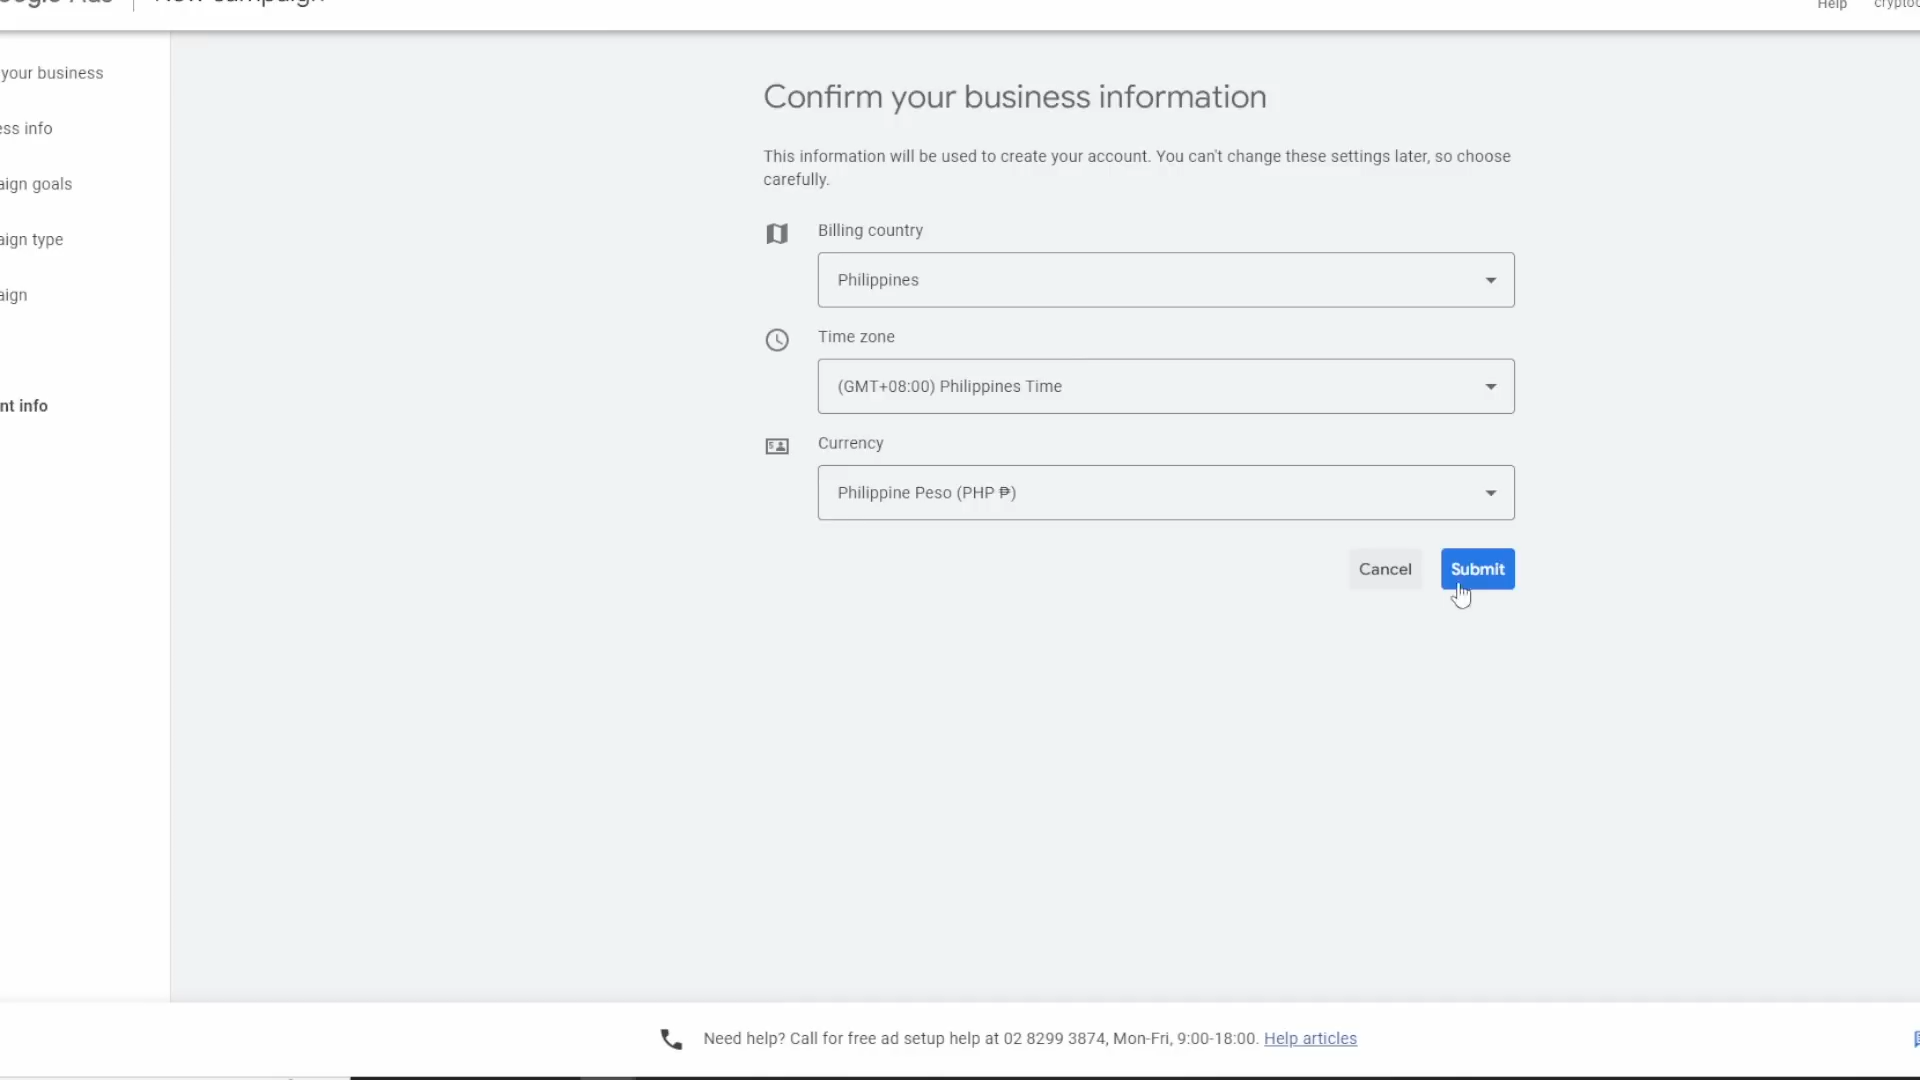 New campaign
Help
your business
ess info
aign goals
aign type
aign
nt info
Confirm your business information
This information will be used to create your account. You can't change these settings later, so choose
carefully.
Billing country
Philippines
Time zone
(GMT+08:00) Philippines Time
Currency
Philippine Peso (PHP ₱)
Cancel
Submit
Need help? Call for free ad setup help at 02 8299 3874, Mon-Fri, 9:00-18:00. Help articles